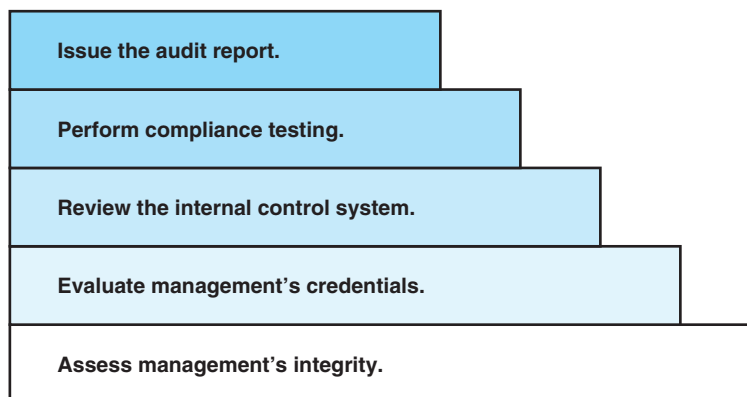 Issue the audit report.
Perform compliance testing.
Review the internal control system.
Evaluate management’s credentials.
Assess management’s integrity.